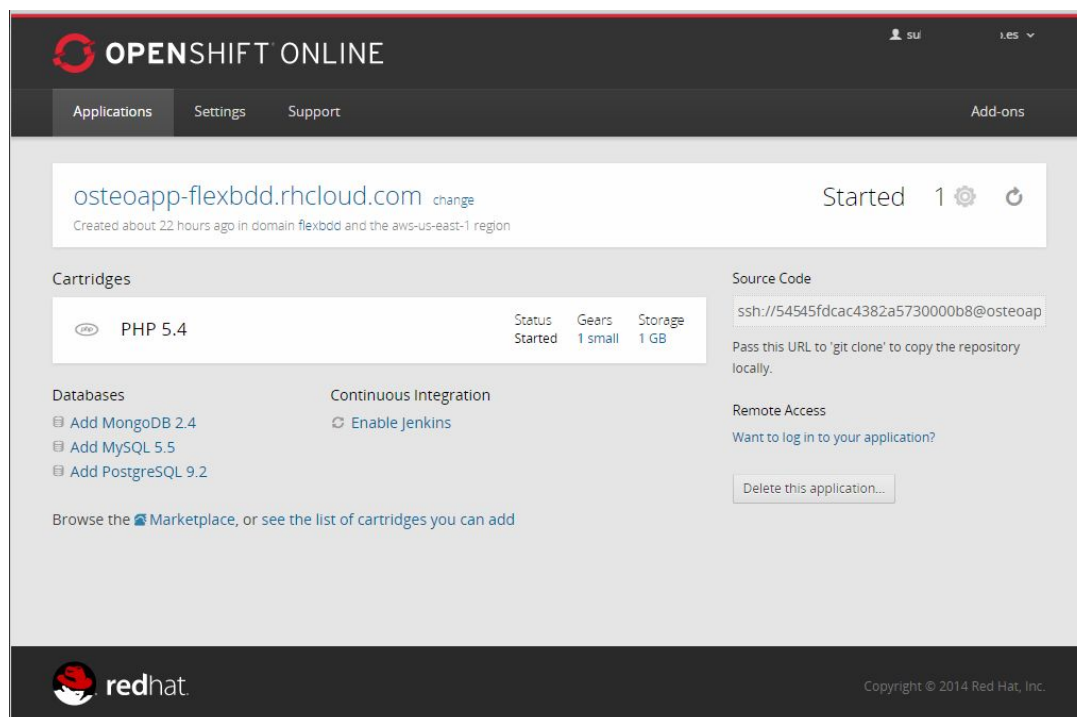 OPENSHIFT ONLINE
su
.es
Applications Settings Support Add-ons
osteoapp-flexbdd.rhcloud.com change
Started 1
Created about 22 hours ago in domain flexbdd and the aws-us-east-1 region
Cartridges
php PHP 5.4
Status Gears Storage
Started 1 small 1 GB
Databases
Add MongoDB 2.4
Add MySQL 5.5
Add PostgreSQL 9.2
Continuous Integration
Enable Jenkins
Browse the Marketplace, or see the list of cartridges you can add
Source Code
ssh://54545fdcac4382a5730000b8@osteoap
Pass this URL to 'git clone' to copy the repository
locally.
Remote Access
Want to log in to your application?
Delete this application...
redhat.
Copyright © 2014 Red Hat, Inc.